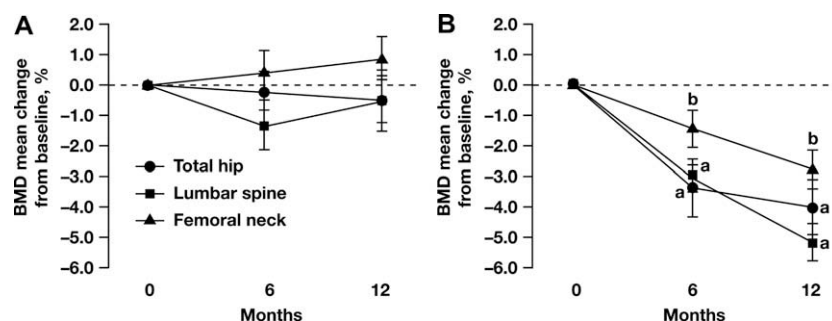 A
BMD mean change
from baseline, %
2.0
1.0
0.0
–1.0
–2.0
–3.0
–4.0
–5.0
–6.0
Total hip
Lumbar spine
Femoral neck
0
6
12
Months
B
BMD mean change
from baseline, %
2.0
1.0
0.0
–1.0
–2.0
–3.0
–4.0
–5.0
–6.0
b
b
a
a
a
a
0
6
12
Months